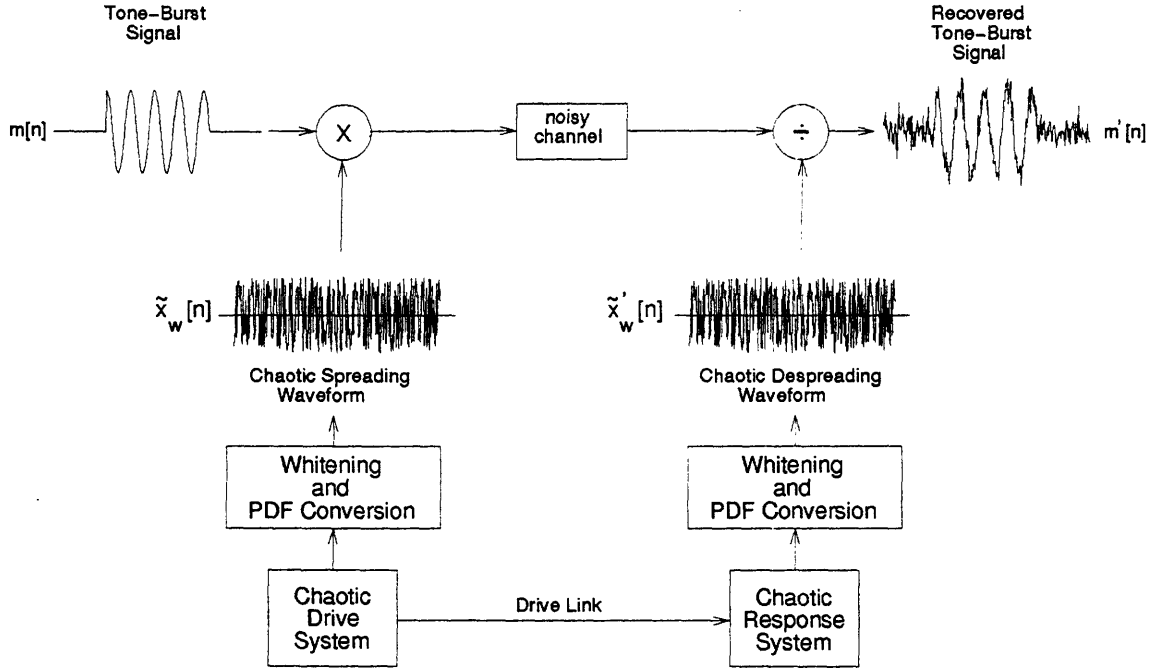 Tone-Burst
Signal
Recovered
Tone-Burst
Signal
m[n]
X
noisy
channel
÷
m'[n]
x̃w[n]
x̃'w[n]
Chaotic Spreading
Waveform
Chaotic Despreading
Waveform
Whitening
and
PDF Conversion
Whitening
and
PDF Conversion
Chaotic
Drive
System
Drive Link
Chaotic
Response
System